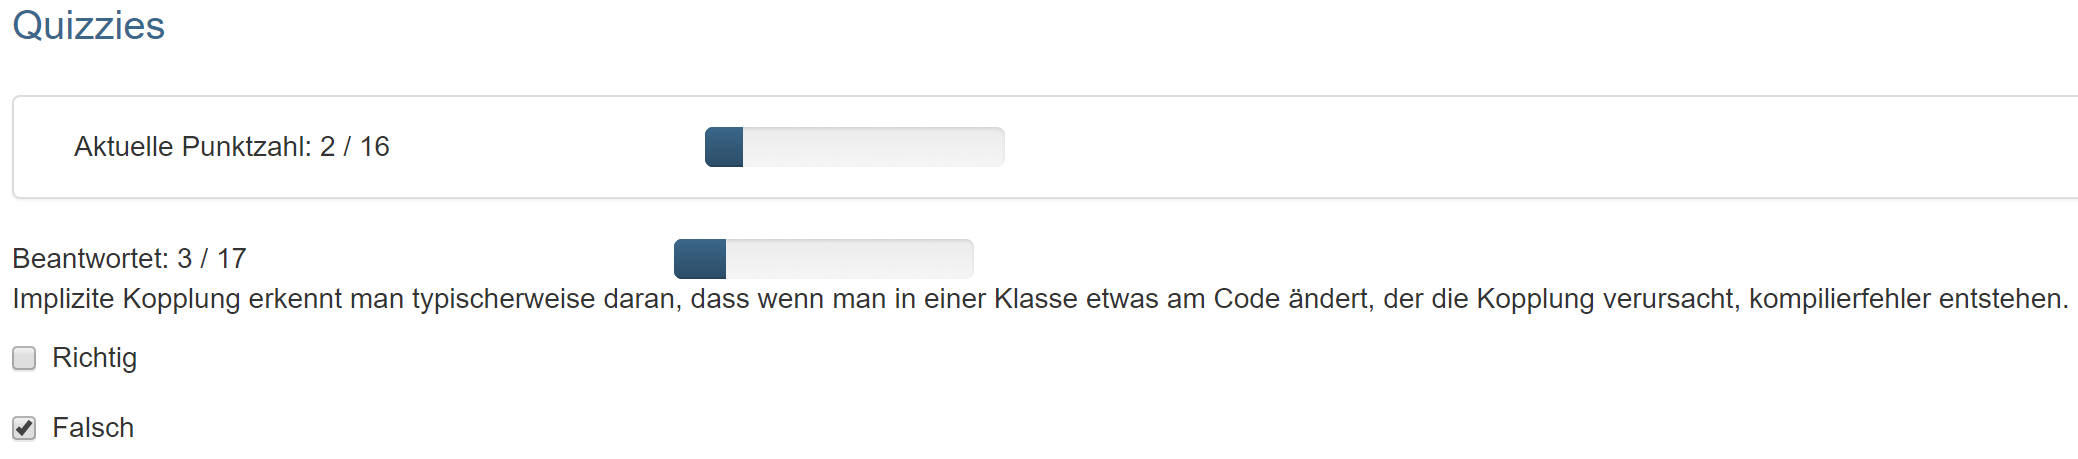 Quizzies
Aktuelle Punktzahl: 2 / 16
Beantwortet: 3 / 17
Implizite Kopplung erkennt man typischerweise daran, dass wenn man in einer Klasse etwas am Code ändert, der die Kopplung verursacht, kompilierfehler entstehen.
Richtig
Falsch